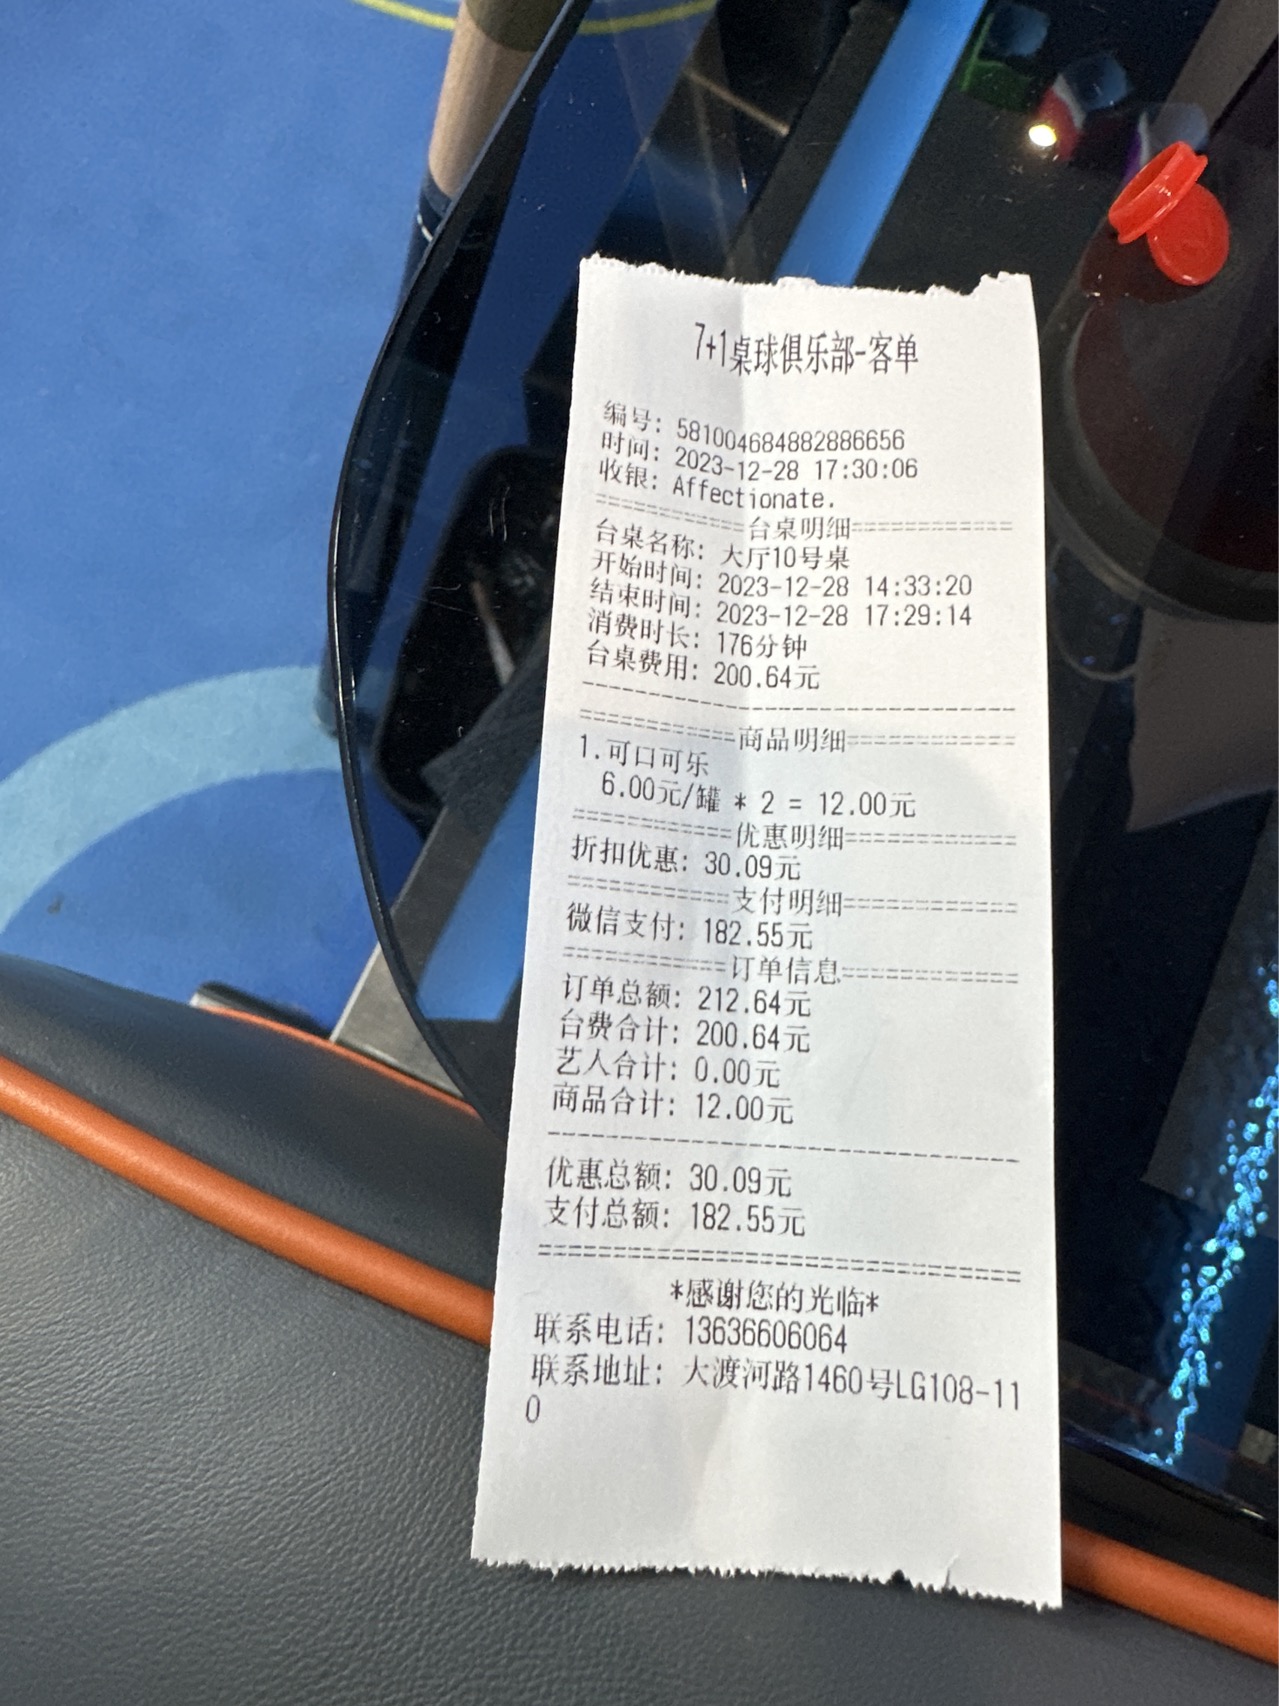 7+1桌球俱乐部-客单
编号: 581004684882886656
时间: 2023-12-28 17:30:06
收银: Affectionate.
==============台桌明细==============
台桌名称: 大厅10号桌
开始时间: 2023-12-28 14:33:20
结束时间: 2023-12-28 17:29:14
消费时长: 176分钟
台桌费用: 200.64元
--------------------------------
==============商品明细==============
1.可口可乐
6.00元/罐 * 2 = 12.00元
==============优惠明细==============
折扣优惠: 30.09元
==============支付明细==============
微信支付: 182.55元
==============订单信息==============
订单总额: 212.64元
台费合计: 200.64元
艺人合计: 0.00元
商品合计: 12.00元
--------------------------------
优惠总额: 30.09元
支付总额: 182.55元
================================
*感谢您的光临*
联系电话: 13636606064
联系地址: 大渡河路1460号LG108-11
0